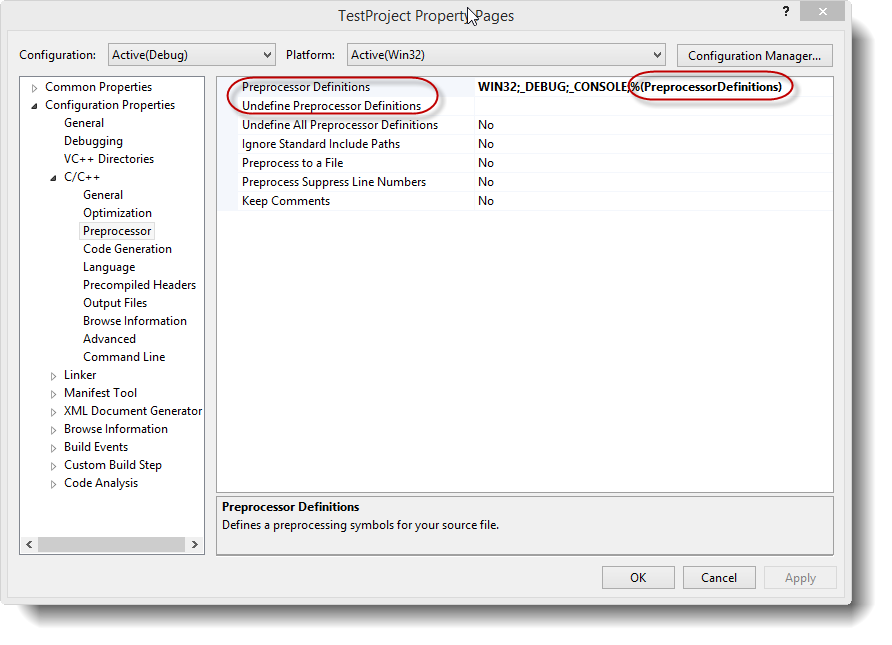 TestProject Property Pages
?
Configuration: Active(Debug) Platform: Active(Win32) Configuration Manager...
Common Properties
Configuration Properties
General
Debugging
VC++ Directories
C/C++
General
Optimization
Preprocessor
Code Generation
Language
Precompiled Headers
Output Files
Browse Information
Advanced
Command Line
Linker
Manifest Tool
XML Document Generator
Browse Information
Build Events
Custom Build Step
Code Analysis
Preprocessor Definitions WIN32;_DEBUG;_CONSOLE;%(PreprocessorDefinitions)
Undefine Preprocessor Definitions
Undefine All Preprocessor Definitions No
Ignore Standard Include Paths No
Preprocess to a File No
Preprocess Suppress Line Numbers No
Keep Comments No
Preprocessor Definitions
Defines a preprocessing symbols for your source file.
OK Cancel Apply